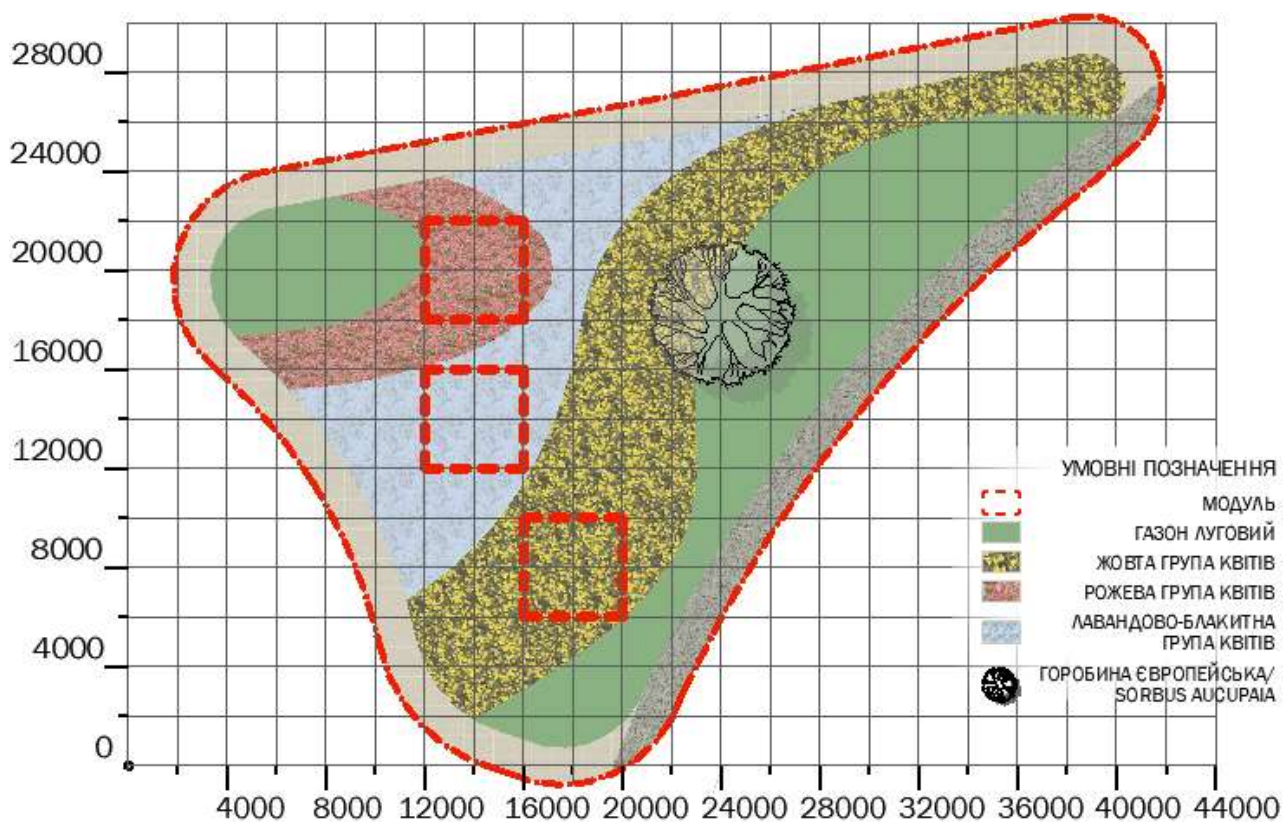 28000
24000
20000
16000
12000
8000
4000
0
4000 8000 12000 16000 20000 24000 28000 32000 36000 40000 44000
УМОВНІ ПОЗНАЧЕННЯ
МОДУЛЬ
ГАЗОН ЛУГОВИЙ
ЖОВТА ГРУПА КВІТІВ
РОЖЕВА ГРУПА КВІТІВ
ЛАВАНДОВО-БЛАКИТНА
ГРУПА КВІТІВ
ГОРОБИНА ЄВРОПЕЙСЬКА/
SORBUS AUCUPAIA